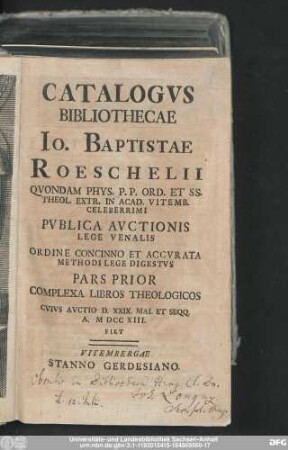 CATALOGVS
BIBLIOTHECAE
IO. BAPTISTAE
ROESCHELII
QVONDAM PHYS. P. P. ORD. ET SS.
THEOL. EXTR. IN ACAD. VITEMB.
CELEBERRIMI
PVBLICA AVCTIONIS
LEGE VENALIS
ORDINE CONCINNO ET ACCVRATA
METHODI LEGE DIGESTVS
PARS PRIOR
COMPLEXA LIBROS THEOLOGICOS
CVIVS AVCTIO D. XXIX. MAI. ET SEQQ.
A. M DCC XIII.
FIET
VITEMBERGAE
STANNO GERDESIANO.
Universitäts- und Landesbibliothek Sachsen-Anhalt
DFG